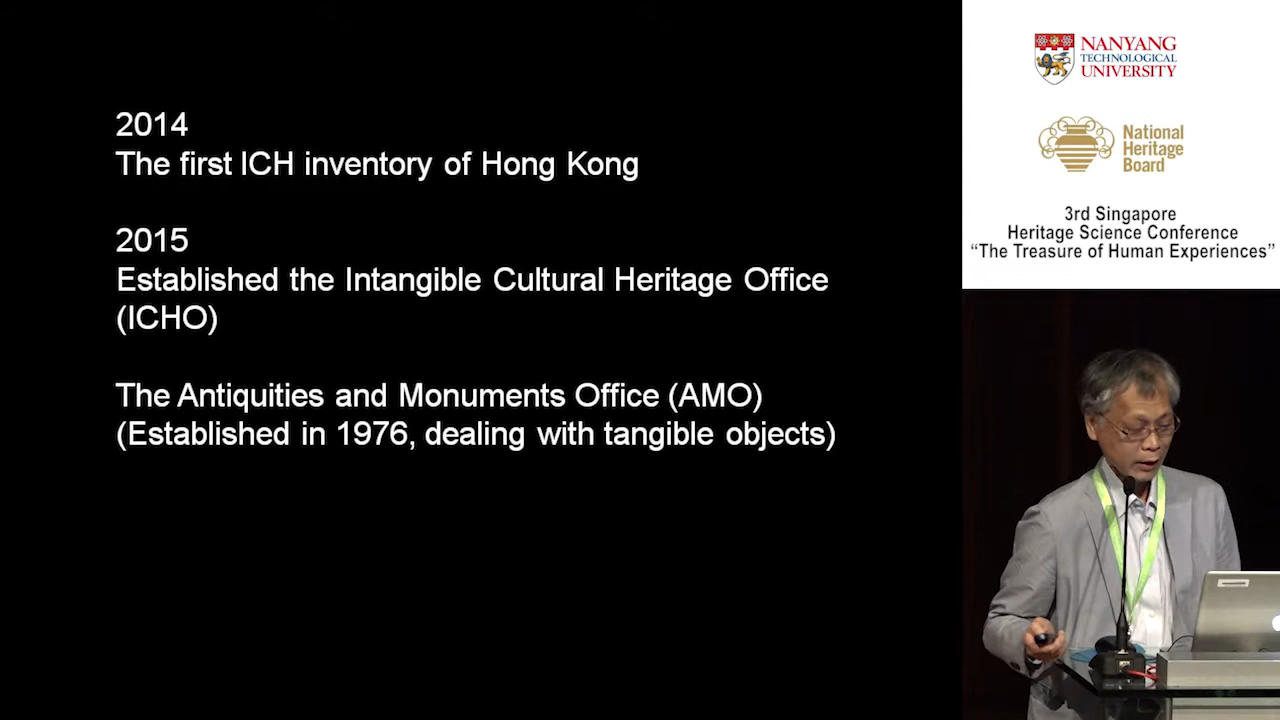 2014
The first ICH inventory of Hong Kong
2015
Established the Intangible Cultural Heritage Office
(ICHO)
The Antiquities and Monuments Office (AMO)
(Established in 1976, dealing with tangible objects)
NANYANG
TECHNOLOGICAL
UNIVERSITY
National
Heritage
Board
3rd Singapore
Heritage Science Conference
“The Treasure of Human Experiences”